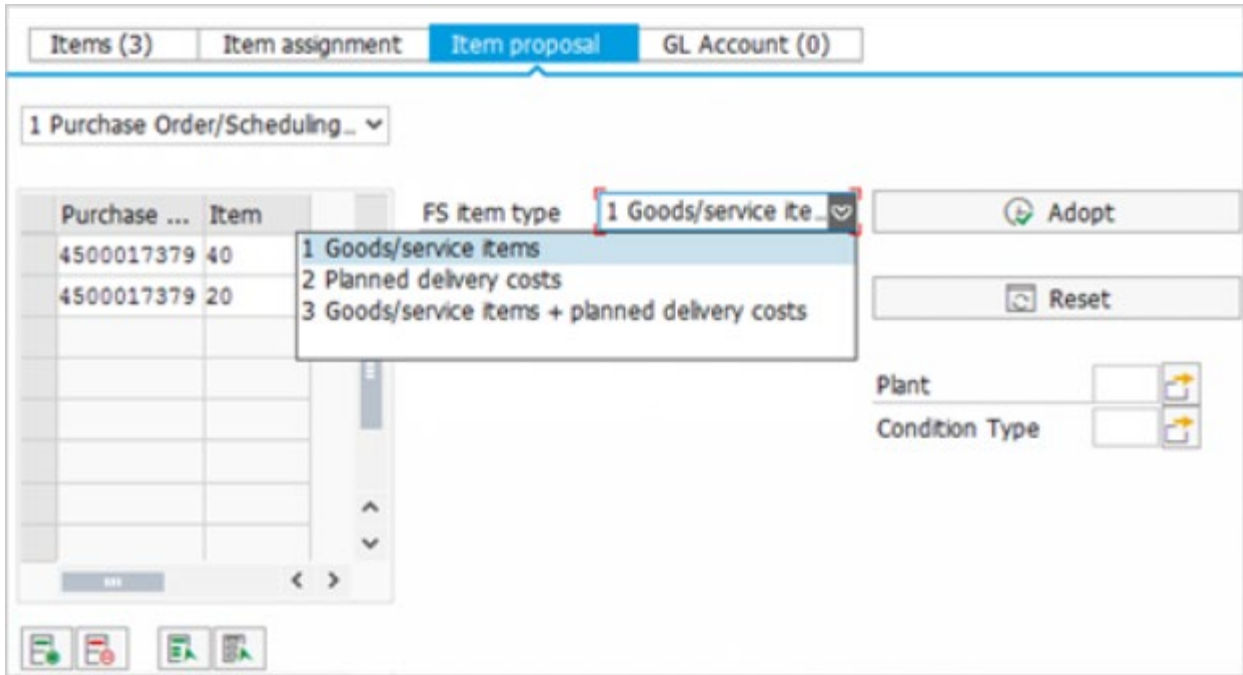 Items (3) Item assignment Item proposal GL Account (0)
1 Purchase Order/Scheduling...
Purchase ... Item FS item type 1 Goods/service ite... Adopt
4500017379 40 1 Goods/service items
2 Planned delivery costs
4500017379 20 3 Goods/service items + planned delivery costs Reset
Plant
Condition Type